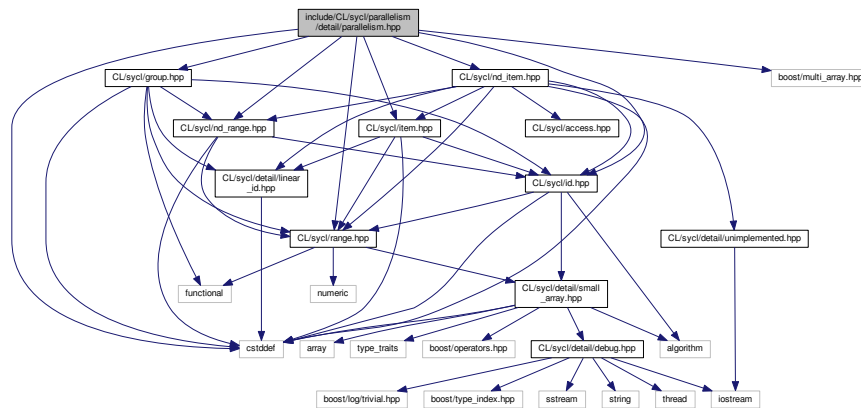 include/CL/sycl/parallelism
/detail/parallelism.hpp
CL/sycl/group.hpp
CL/sycl/nd_item.hpp
boost/multi_array.hpp
CL/sycl/nd_range.hpp
CL/sycl/item.hpp
CL/sycl/access.hpp
CL/sycl/detail/linear
_id.hpp
CL/sycl/id.hpp
CL/sycl/range.hpp
CL/sycl/detail/unimplemented.hpp
functional
numeric
CL/sycl/detail/small
_array.hpp
cstddef
array
type_traits
boost/operators.hpp
CL/sycl/detail/debug.hpp
algorithm
boost/log/trivial.hpp
boost/type_index.hpp
sstream
string
thread
iostream